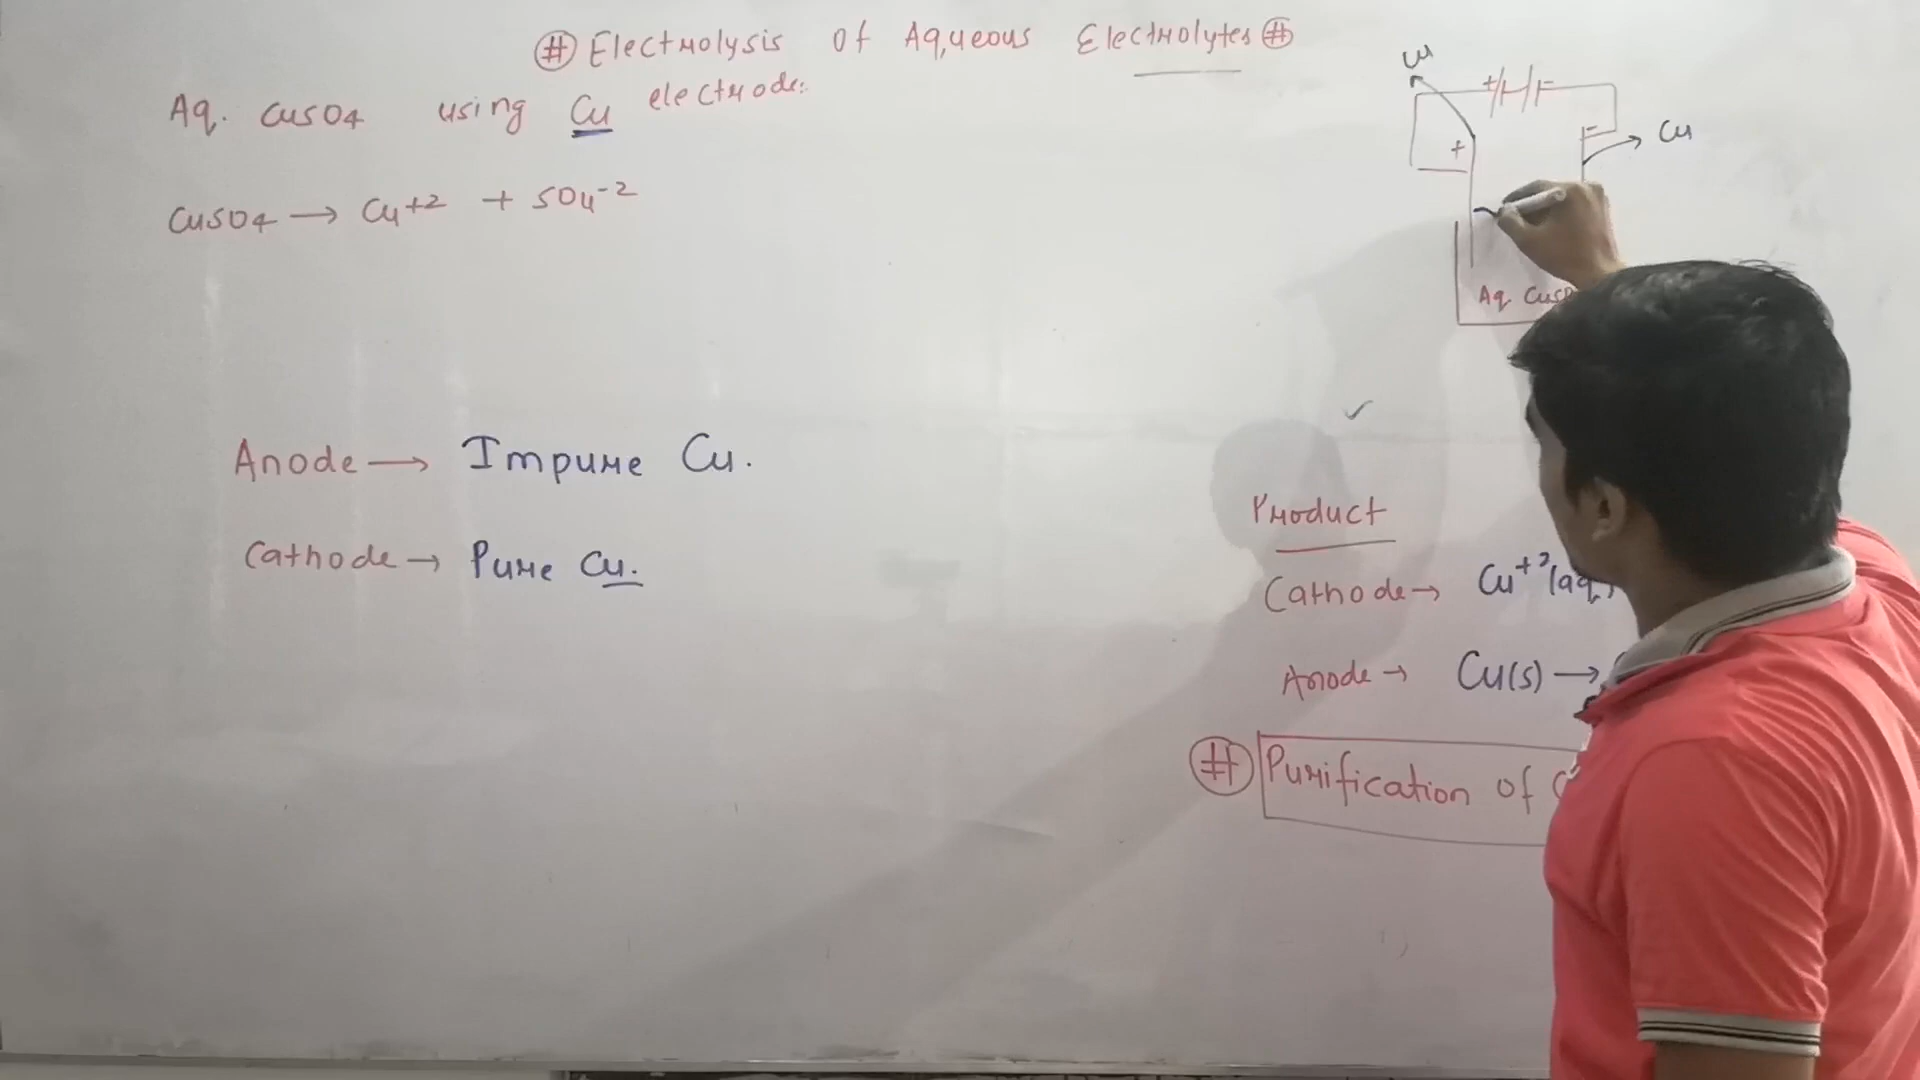 # Electrolysis of Aqueous Electrolytes #
Aq. CuSO4 using Cu electrode:
CuSO4 → Cu+2 + SO4-2
Anode → Impure Cu.
Cathode → Pure Cu.
Cu
+ -
+ -
Cu
Aq. CuSO
Product
Cathode → Cu+2(aq)
Anode → Cu(s) →
# Purification of C